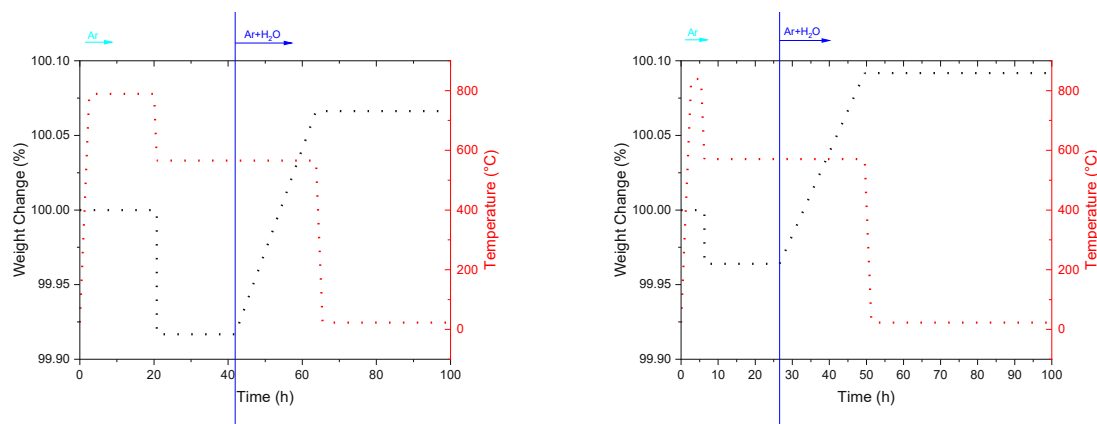 Ar
Ar+H₂O
100.10
100.05
100.00
99.95
99.90
Weight Change (%)
0 20 40 60 80 100
Time (h)
800
600
400
200
0
Temperature (°C)
Ar
Ar+H₂O
100.10
100.05
100.00
99.95
99.90
Weight Change (%)
0 10 20 30 40 50 60 70 80 90 100
Time (h)
800
600
400
200
0
Temperature (°C)